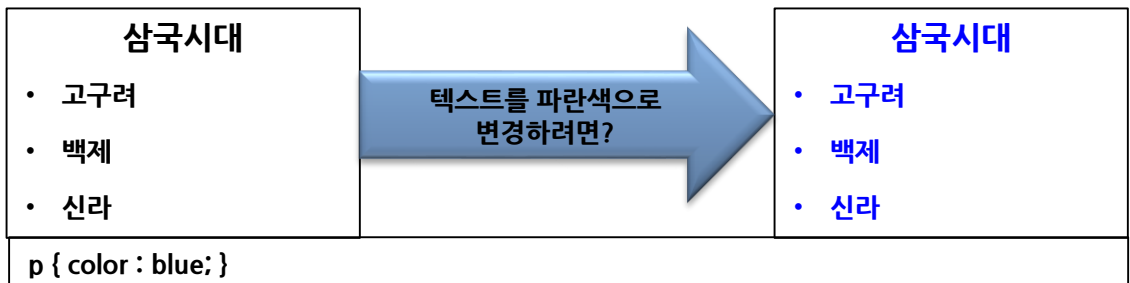 삼국시대
• 고구려
• 백제
• 신라
텍스트를 파란색으로
변경하려면?
삼국시대
• 고구려
• 백제
• 신라
p { color : blue; }